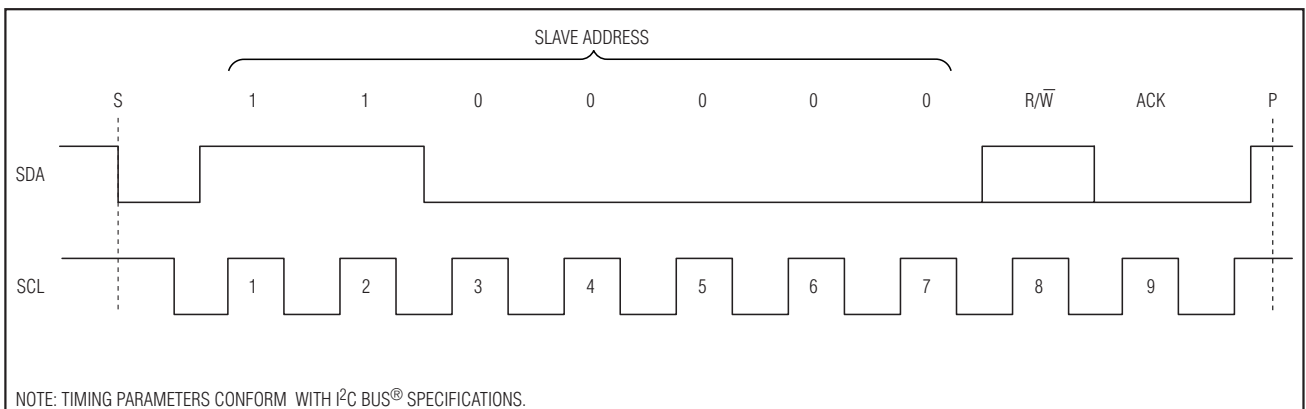 SLAVE ADDRESS
S 1 1 0 0 0 0 0 R/W̅ ACK P
SDA
SCL 1 2 3 4 5 6 7 8 9
NOTE: TIMING PARAMETERS CONFORM WITH I²C BUS® SPECIFICATIONS.